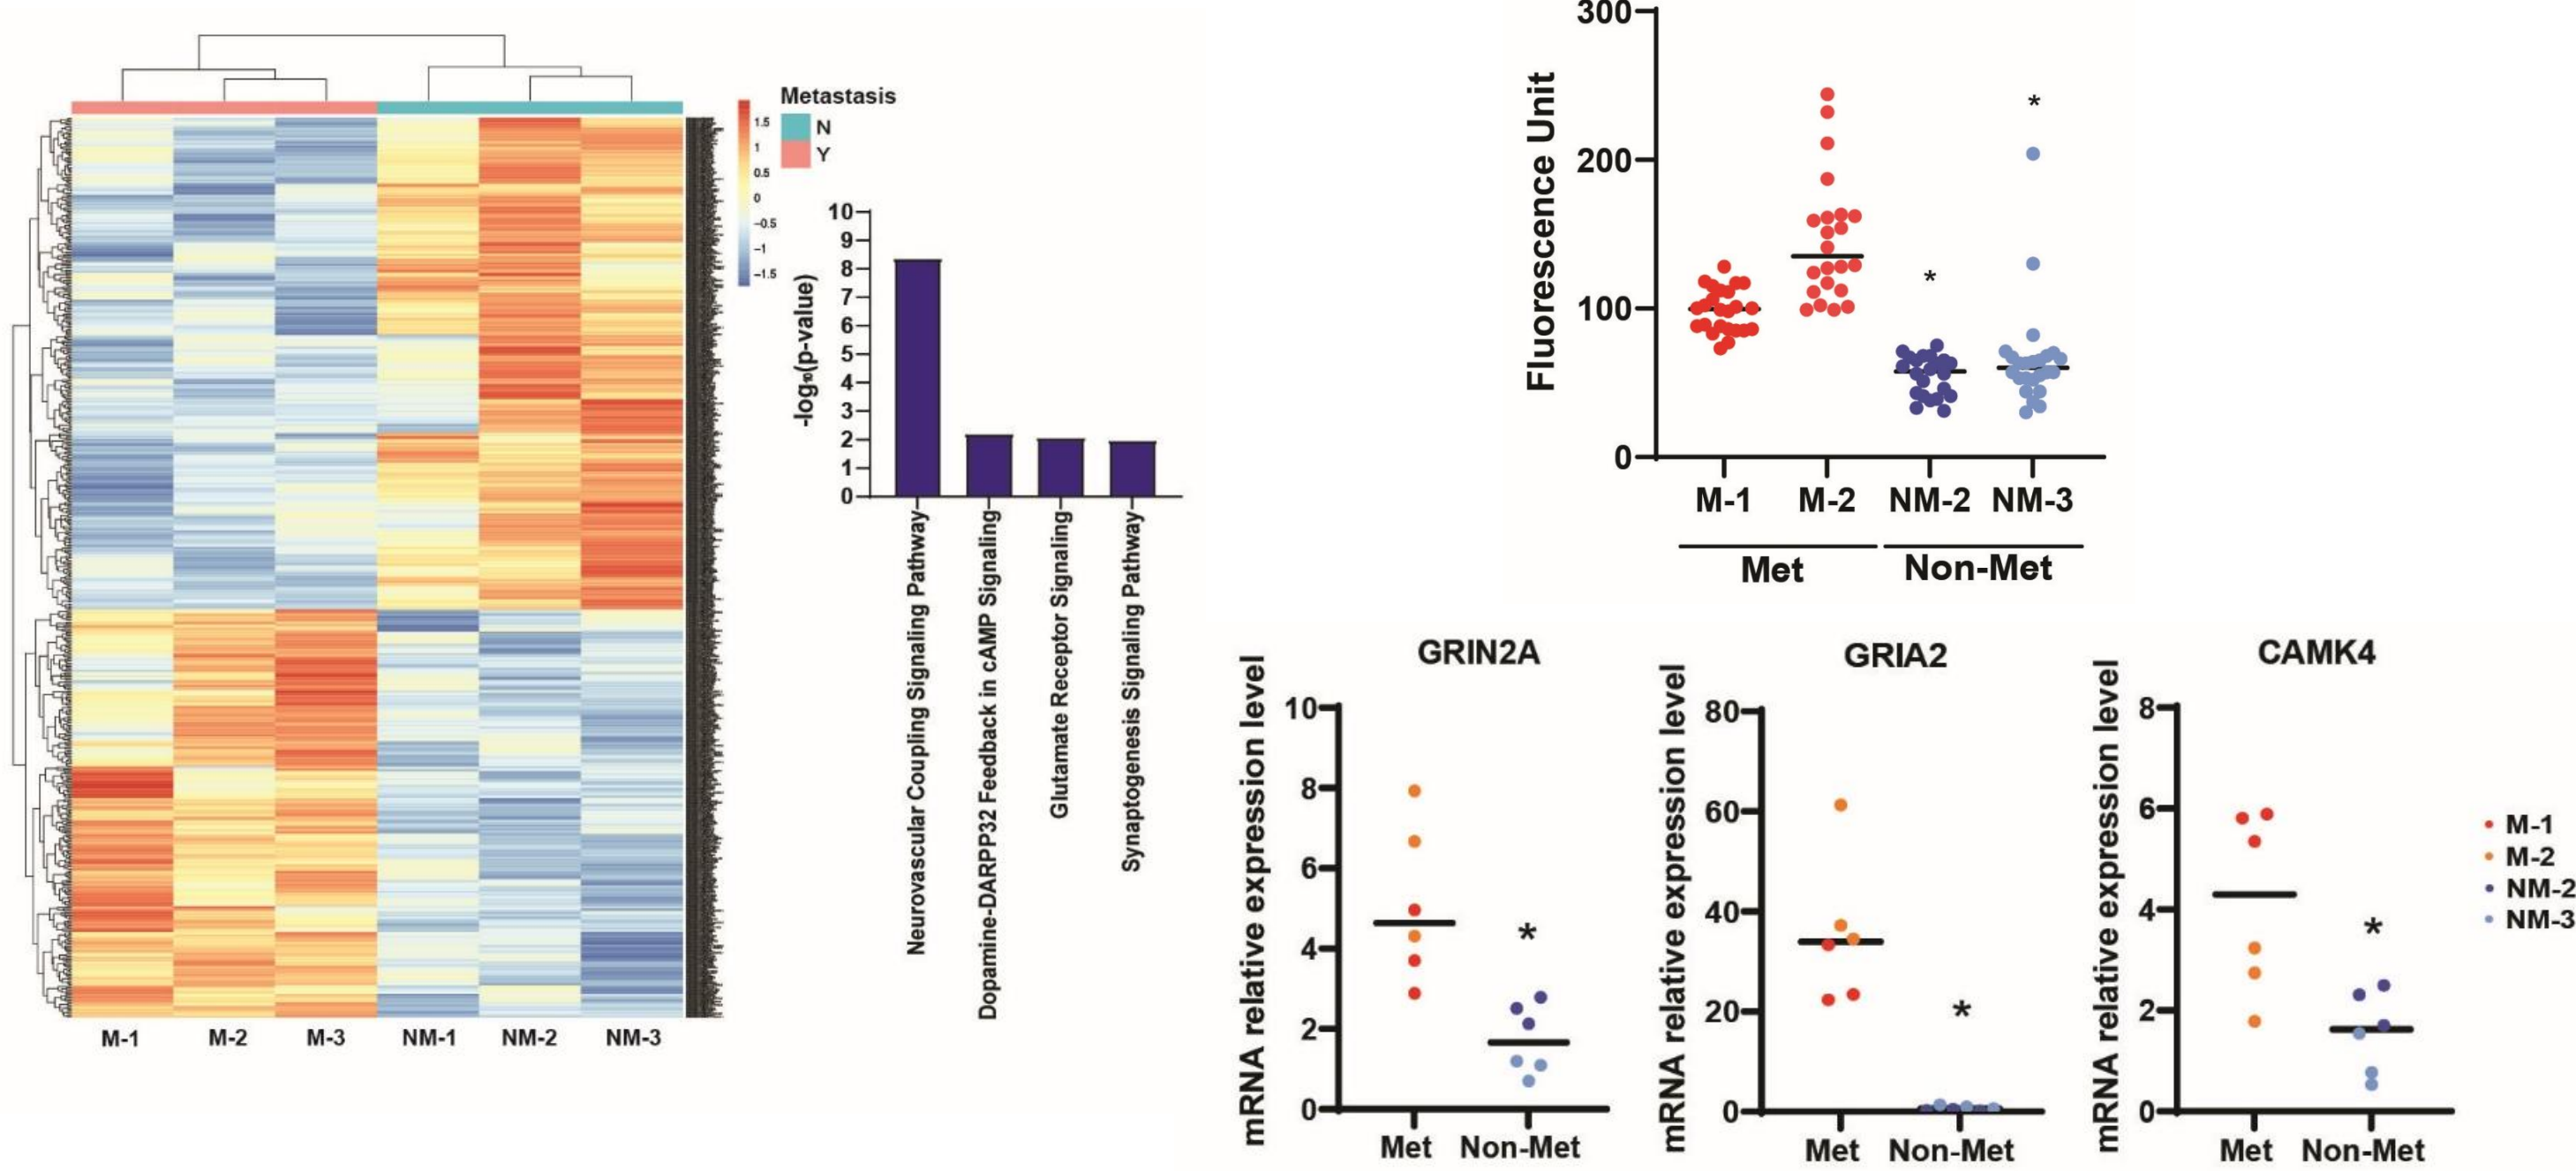 Metastasis
N
Y
1.5
1
0.5
0
−0.5
−1
−1.5
M-1 M-2 M-3 NM-1 NM-2 NM-3
-log₁₀(p-value)
10
9
8
7
6
5
4
3
2
1
0
Neurovascular Coupling Signaling Pathway
Dopamine-DARPP32 Feedback in cAMP Signaling
Glutamate Receptor Signaling
Synaptogenesis Signaling Pathway
Fluorescence Unit
300
200
100
0
*
*
M-1 M-2 NM-2 NM-3
Met Non-Met
GRIN2A
mRNA relative expression level
10
8
6
4
2
0
*
Met Non-Met
GRIA2
mRNA relative expression level
80
60
40
20
0
*
Met Non-Met
CAMK4
mRNA relative expression level
8
6
4
2
0
*
Met Non-Met
M-1
M-2
NM-2
NM-3